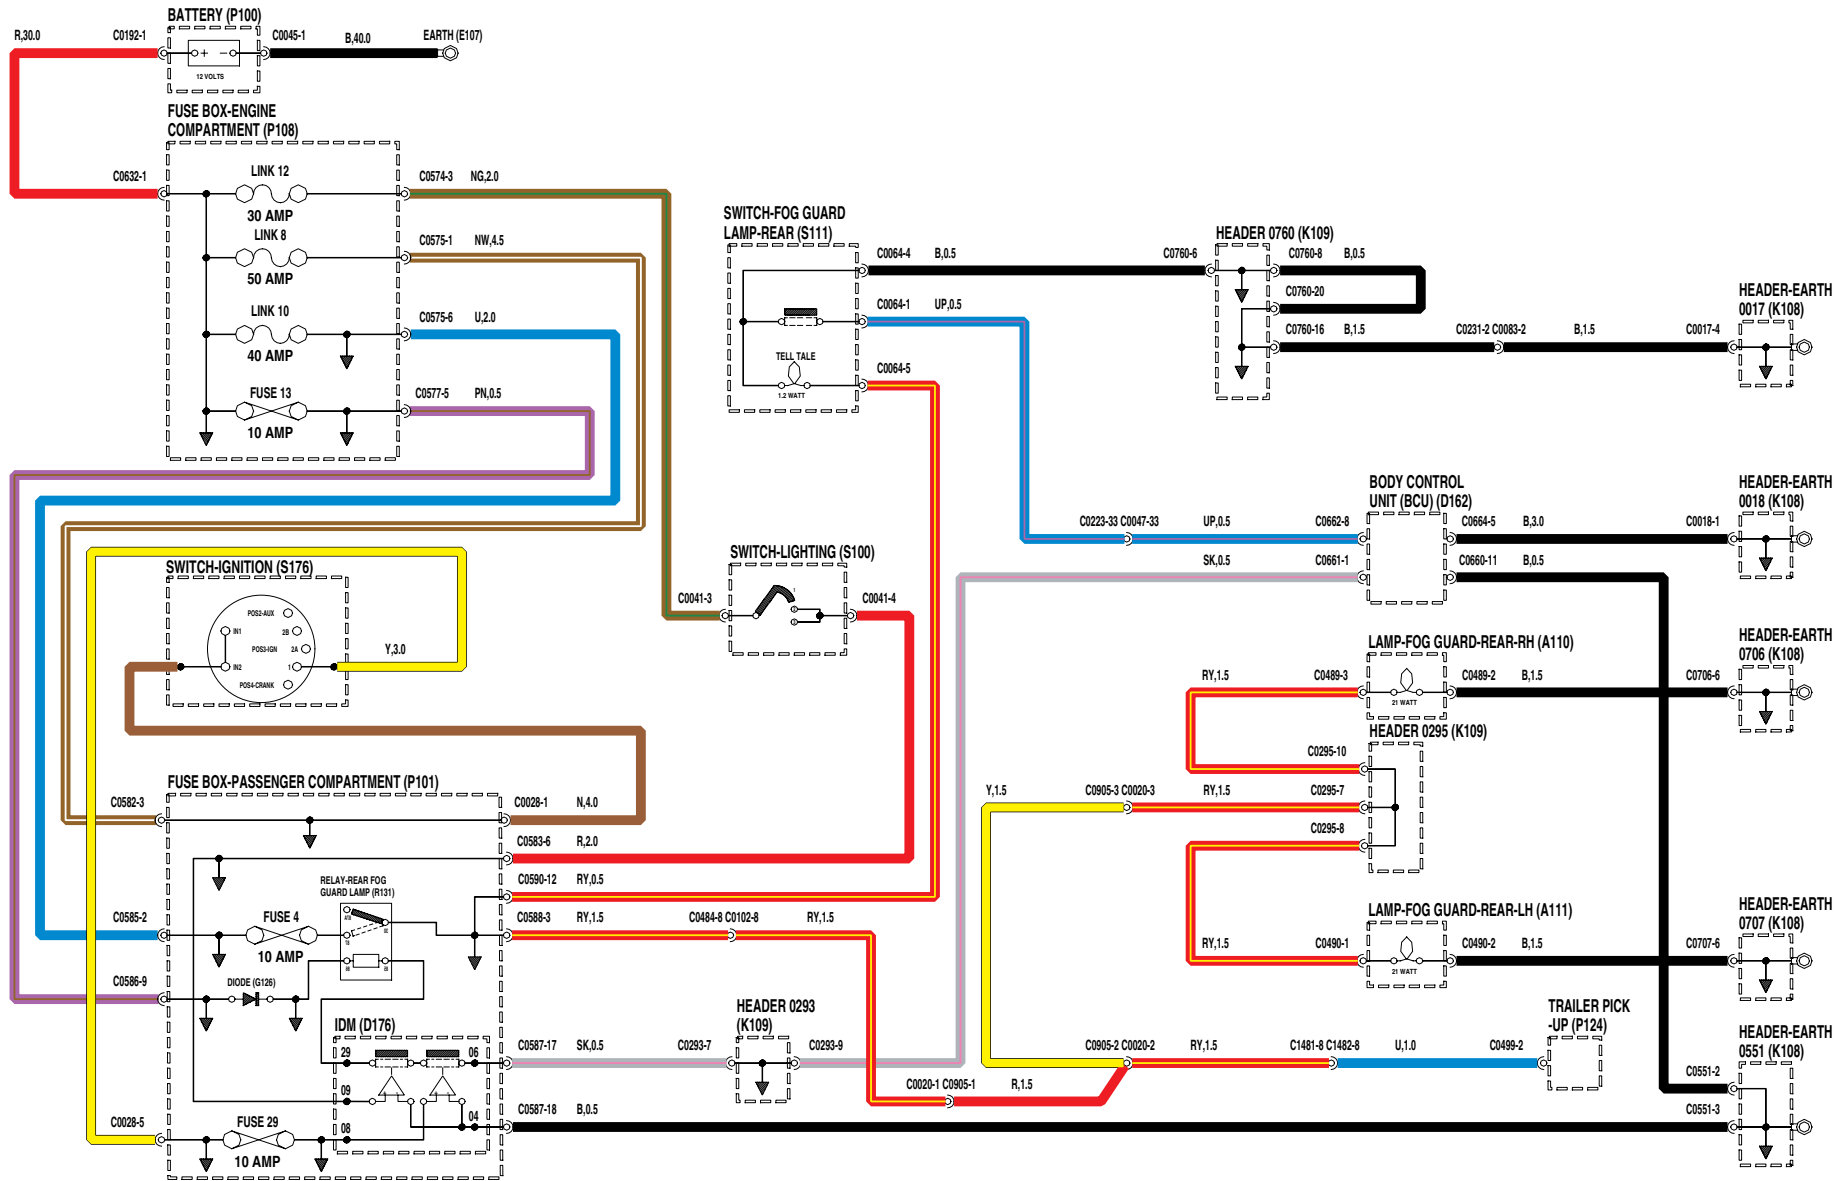 BATTERY (P100)
R,30.0
C0192-1
C0045-1
B,40.0
EARTH (E107)
+ −
12 VOLTS
FUSE BOX-ENGINE
COMPARTMENT (P108)
C0632-1
LINK 12
30 AMP
C0574-3
NG,2.0
LINK 8
50 AMP
C0575-1
NW,4.5
LINK 10
40 AMP
C0575-6
U,2.0
FUSE 13
10 AMP
C0577-5
PN,0.5
SWITCH-FOG GUARD
LAMP-REAR (S111)
C0064-4
B,0.5
C0064-1
UP,0.5
C0064-5
TELL TALE
1.2 WATT
HEADER 0760 (K109)
C0760-6
C0760-8
B,0.5
C0760-20
C0760-16
B,1.5
C0231-2 C0083-2
B,1.5
C0017-4
HEADER-EARTH
0017 (K108)
BODY CONTROL
UNIT (BCU) (D162)
C0223-33 C0047-33
UP,0.5
C0662-8
SK,0.5
C0661-1
C0664-5
B,3.0
C0018-1
C0660-11
B,0.5
HEADER-EARTH
0018 (K108)
SWITCH-IGNITION (S176)
POS2-AUX
IN1
2B
POS3-IGN
2A
IN2
1
POS4-CRANK
Y,3.0
SWITCH-LIGHTING (S100)
C0041-3
C0041-4
LAMP-FOG GUARD-REAR-RH (A110)
RY,1.5
C0489-3
21 WATT
C0489-2
B,1.5
C0706-6
HEADER-EARTH
0706 (K108)
HEADER 0295 (K109)
C0295-10
Y,1.5
C0905-3 C0020-3
RY,1.5
C0295-7
C0295-8
FUSE BOX-PASSENGER COMPARTMENT (P101)
C0582-3
C0028-1
N,4.0
C0583-6
R,2.0
C0590-12
RY,0.5
RELAY-REAR FOG
GUARD LAMP (R131)
C0585-2
FUSE 4
10 AMP
C0588-3
RY,1.5
C0484-8 C0102-8
RY,1.5
C0586-9
DIODE (G126)
LAMP-FOG GUARD-REAR-LH (A111)
RY,1.5
C0490-1
21 WATT
C0490-2
B,1.5
C0707-6
HEADER-EARTH
0707 (K108)
IDM (D176)
29
06
09
04
08
C0587-17
SK,0.5
C0293-7
HEADER 0293
(K109)
C0293-9
C0905-2 C0020-2
RY,1.5
C1481-8 C1482-8
U,1.0
C0499-2
TRAILER PICK
-UP (P124)
C0020-1 C0905-1
R,1.5
C0587-18
B,0.5
C0028-5
FUSE 29
10 AMP
HEADER-EARTH
0551 (K108)
C0551-2
C0551-3